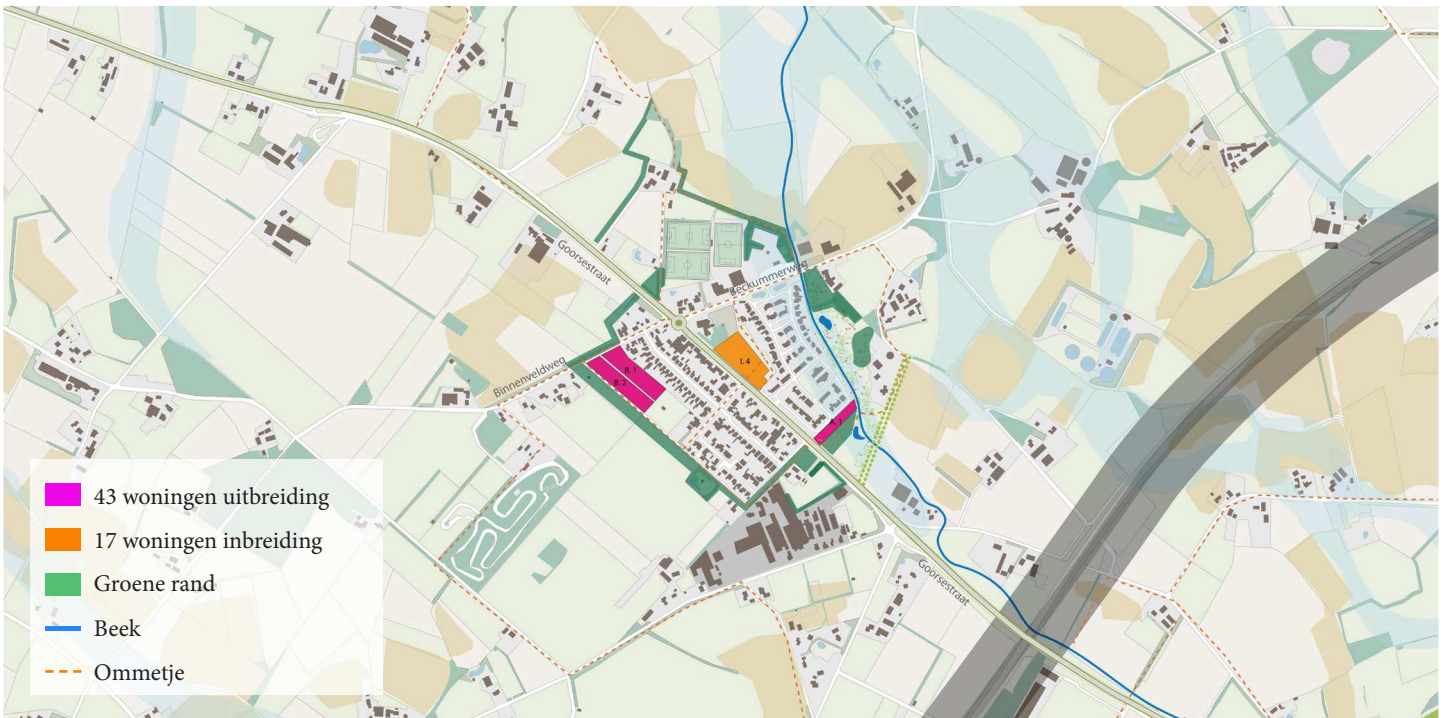 Goorsestraat
Beckummerweg
I. 4
B. 1
B. 2
Binnenveldweg
A. 1
Goorsestraat
43 woningen uitbreiding
17 woningen inbreiding
Groene rand
Beek
Ommetje